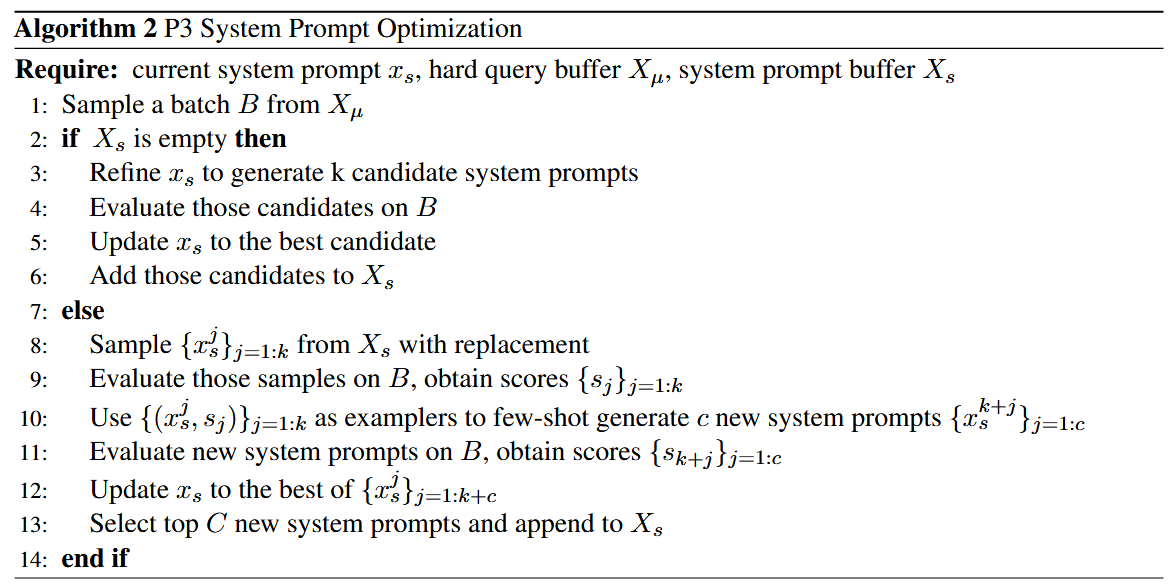 Algorithm 2 P3 System Prompt Optimization
Require: current system prompt $x_s$, hard query buffer $X_\mu$, system prompt buffer $X_s$
1: Sample a batch $B$ from $X_\mu$
2: if $X_s$ is empty then
3: Refine $x_s$ to generate k candidate system prompts
4: Evaluate those candidates on $B$
5: Update $x_s$ to the best candidate
6: Add those candidates to $X_s$
7: else
8: Sample $\{x_s^j\}_{j=1:k}$ from $X_s$ with replacement
9: Evaluate those samples on $B$, obtain scores $\{s_j\}_{j=1:k}$
10: Use $\{(x_s^j, s_j)\}_{j=1:k}$ as examplers to few-shot generate $c$ new system prompts $\{x_s^{k+j}\}_{j=1:c}$
11: Evaluate new system prompts on $B$, obtain scores $\{s_{k+j}\}_{j=1:c}$
12: Update $x_s$ to the best of $\{x_s^j\}_{j=1:k+c}$
13: Select top $C$ new system prompts and append to $X_s$
14: end if